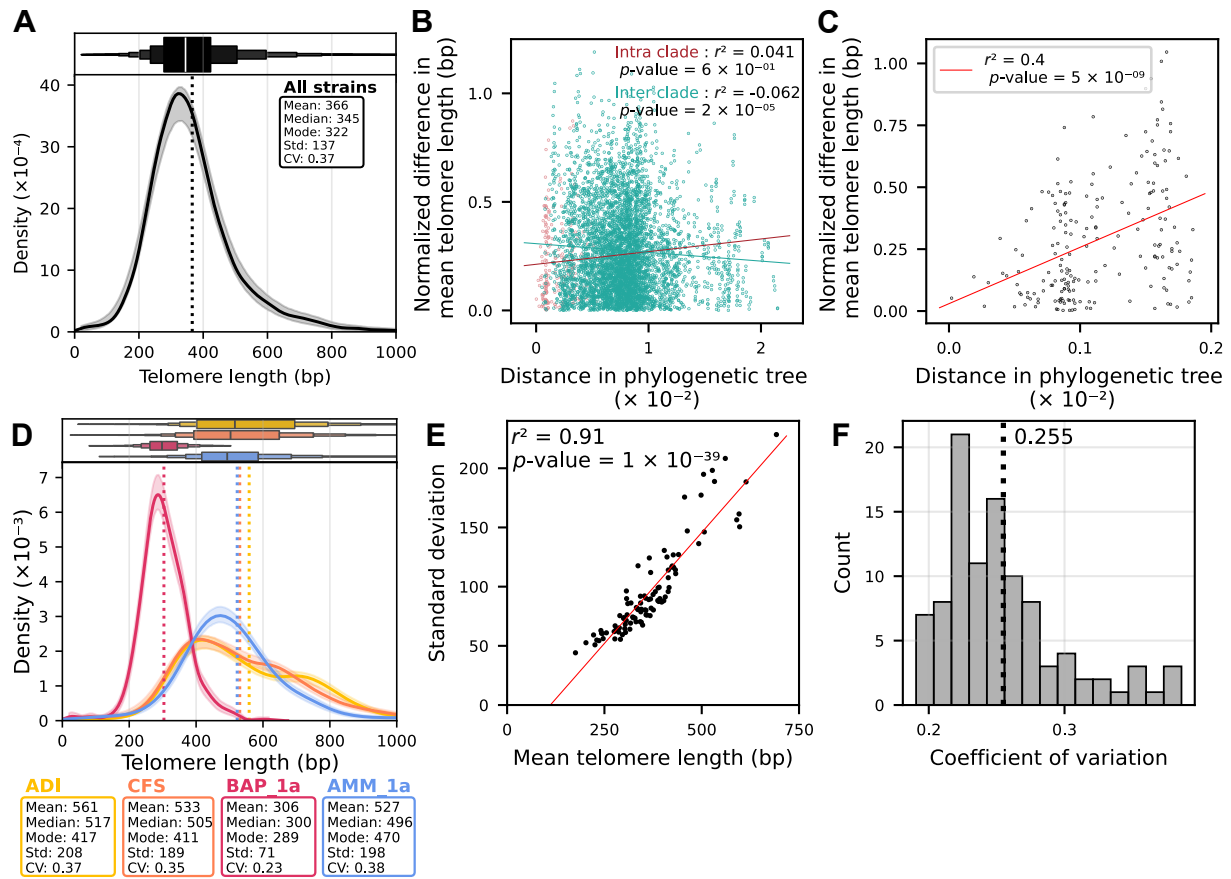 A
All strains
Mean: 366
Median: 345
Mode: 322
Std: 137
CV: 0.37
40
30
20
10
0
Density (×10⁻⁴)
0 200 400 600 800 1000
Telomere length (bp)
B
Intra clade : r² = 0.041
p-value = 6 × 10⁻⁰¹
Inter clade : r² = -0.062
p-value = 2 × 10⁻⁰⁵
1.0
0.5
0.0
Normalized difference in
mean telomere length (bp)
0 1 2
Distance in phylogenetic tree
(× 10⁻²)
C
r² = 0.4
p-value = 5 × 10⁻⁰⁹
1.00
0.75
0.50
0.25
0.00
Normalized difference in
mean telomere length (bp)
0.0 0.1 0.2
Distance in phylogenetic tree
(× 10⁻²)
D
7
6
5
4
3
2
1
0
Density (×10⁻³)
0 200 400 600 800 1000
Telomere length (bp)
ADI
Mean: 561
Median: 517
Mode: 417
Std: 208
CV: 0.37
CFS
Mean: 533
Median: 505
Mode: 411
Std: 189
CV: 0.35
BAP_1a
Mean: 306
Median: 300
Mode: 289
Std: 71
CV: 0.23
AMM_1a
Mean: 527
Median: 496
Mode: 470
Std: 198
CV: 0.38
E
r² = 0.91
p-value = 1 × 10⁻³⁹
200
150
100
50
0
Standard deviation
0 250 500 750
Mean telomere length (bp)
F
0.255
20
15
10
5
0
Count
0.2 0.3
Coefficient of variation